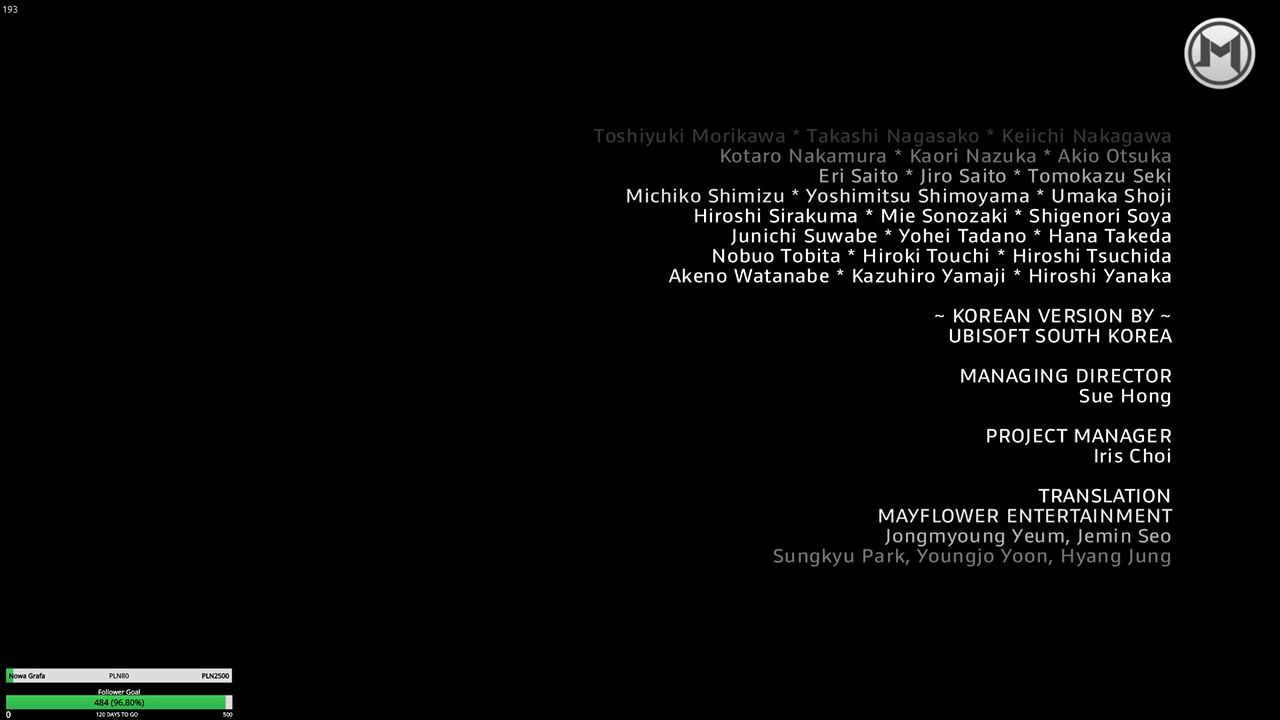 193
M
Toshiyuki Morikawa * Takashi Nagasako * Keiichi Nakagawa
Kotaro Nakamura * Kaori Nazuka * Akio Otsuka
Eri Saito * Jiro Saito * Tomokazu Seki
Michiko Shimizu * Yoshimitsu Shimoyama * Umaka Shoji
Hiroshi Sirakuma * Mie Sonozaki * Shigenori Soya
Junichi Suwabe * Yohei Tadano * Hana Takeda
Nobuo Tobita * Hiroki Touchi * Hiroshi Tsuchida
Akeno Watanabe * Kazuhiro Yamaji * Hiroshi Yanaka
~ KOREAN VERSION BY ~
UBISOFT SOUTH KOREA
MANAGING DIRECTOR
Sue Hong
PROJECT MANAGER
Iris Choi
TRANSLATION
MAYFLOWER ENTERTAINMENT
Jongmyoung Yeum, Jemin Seo
Sungkyu Park, Youngjo Yoon, Hyang Jung
Nowa Grafa PLN80 PLN2500
Follower Goal
484 (96.80%)
0 120 DAYS TO GO 500